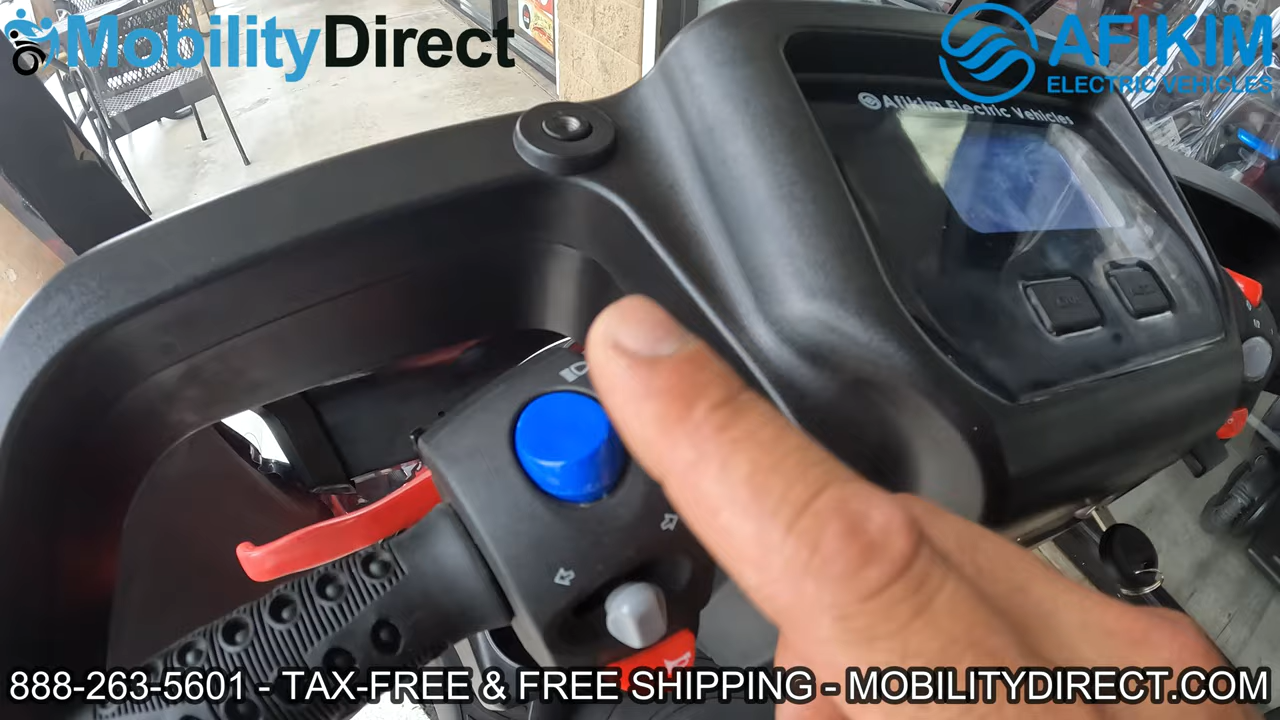 MobilityDirect
AFIKIM
ELECTRIC VEHICLES
Afikim Electric Vehicles
888-263-5601 - TAX-FREE & FREE SHIPPING - MOBILITYDIRECT.COM